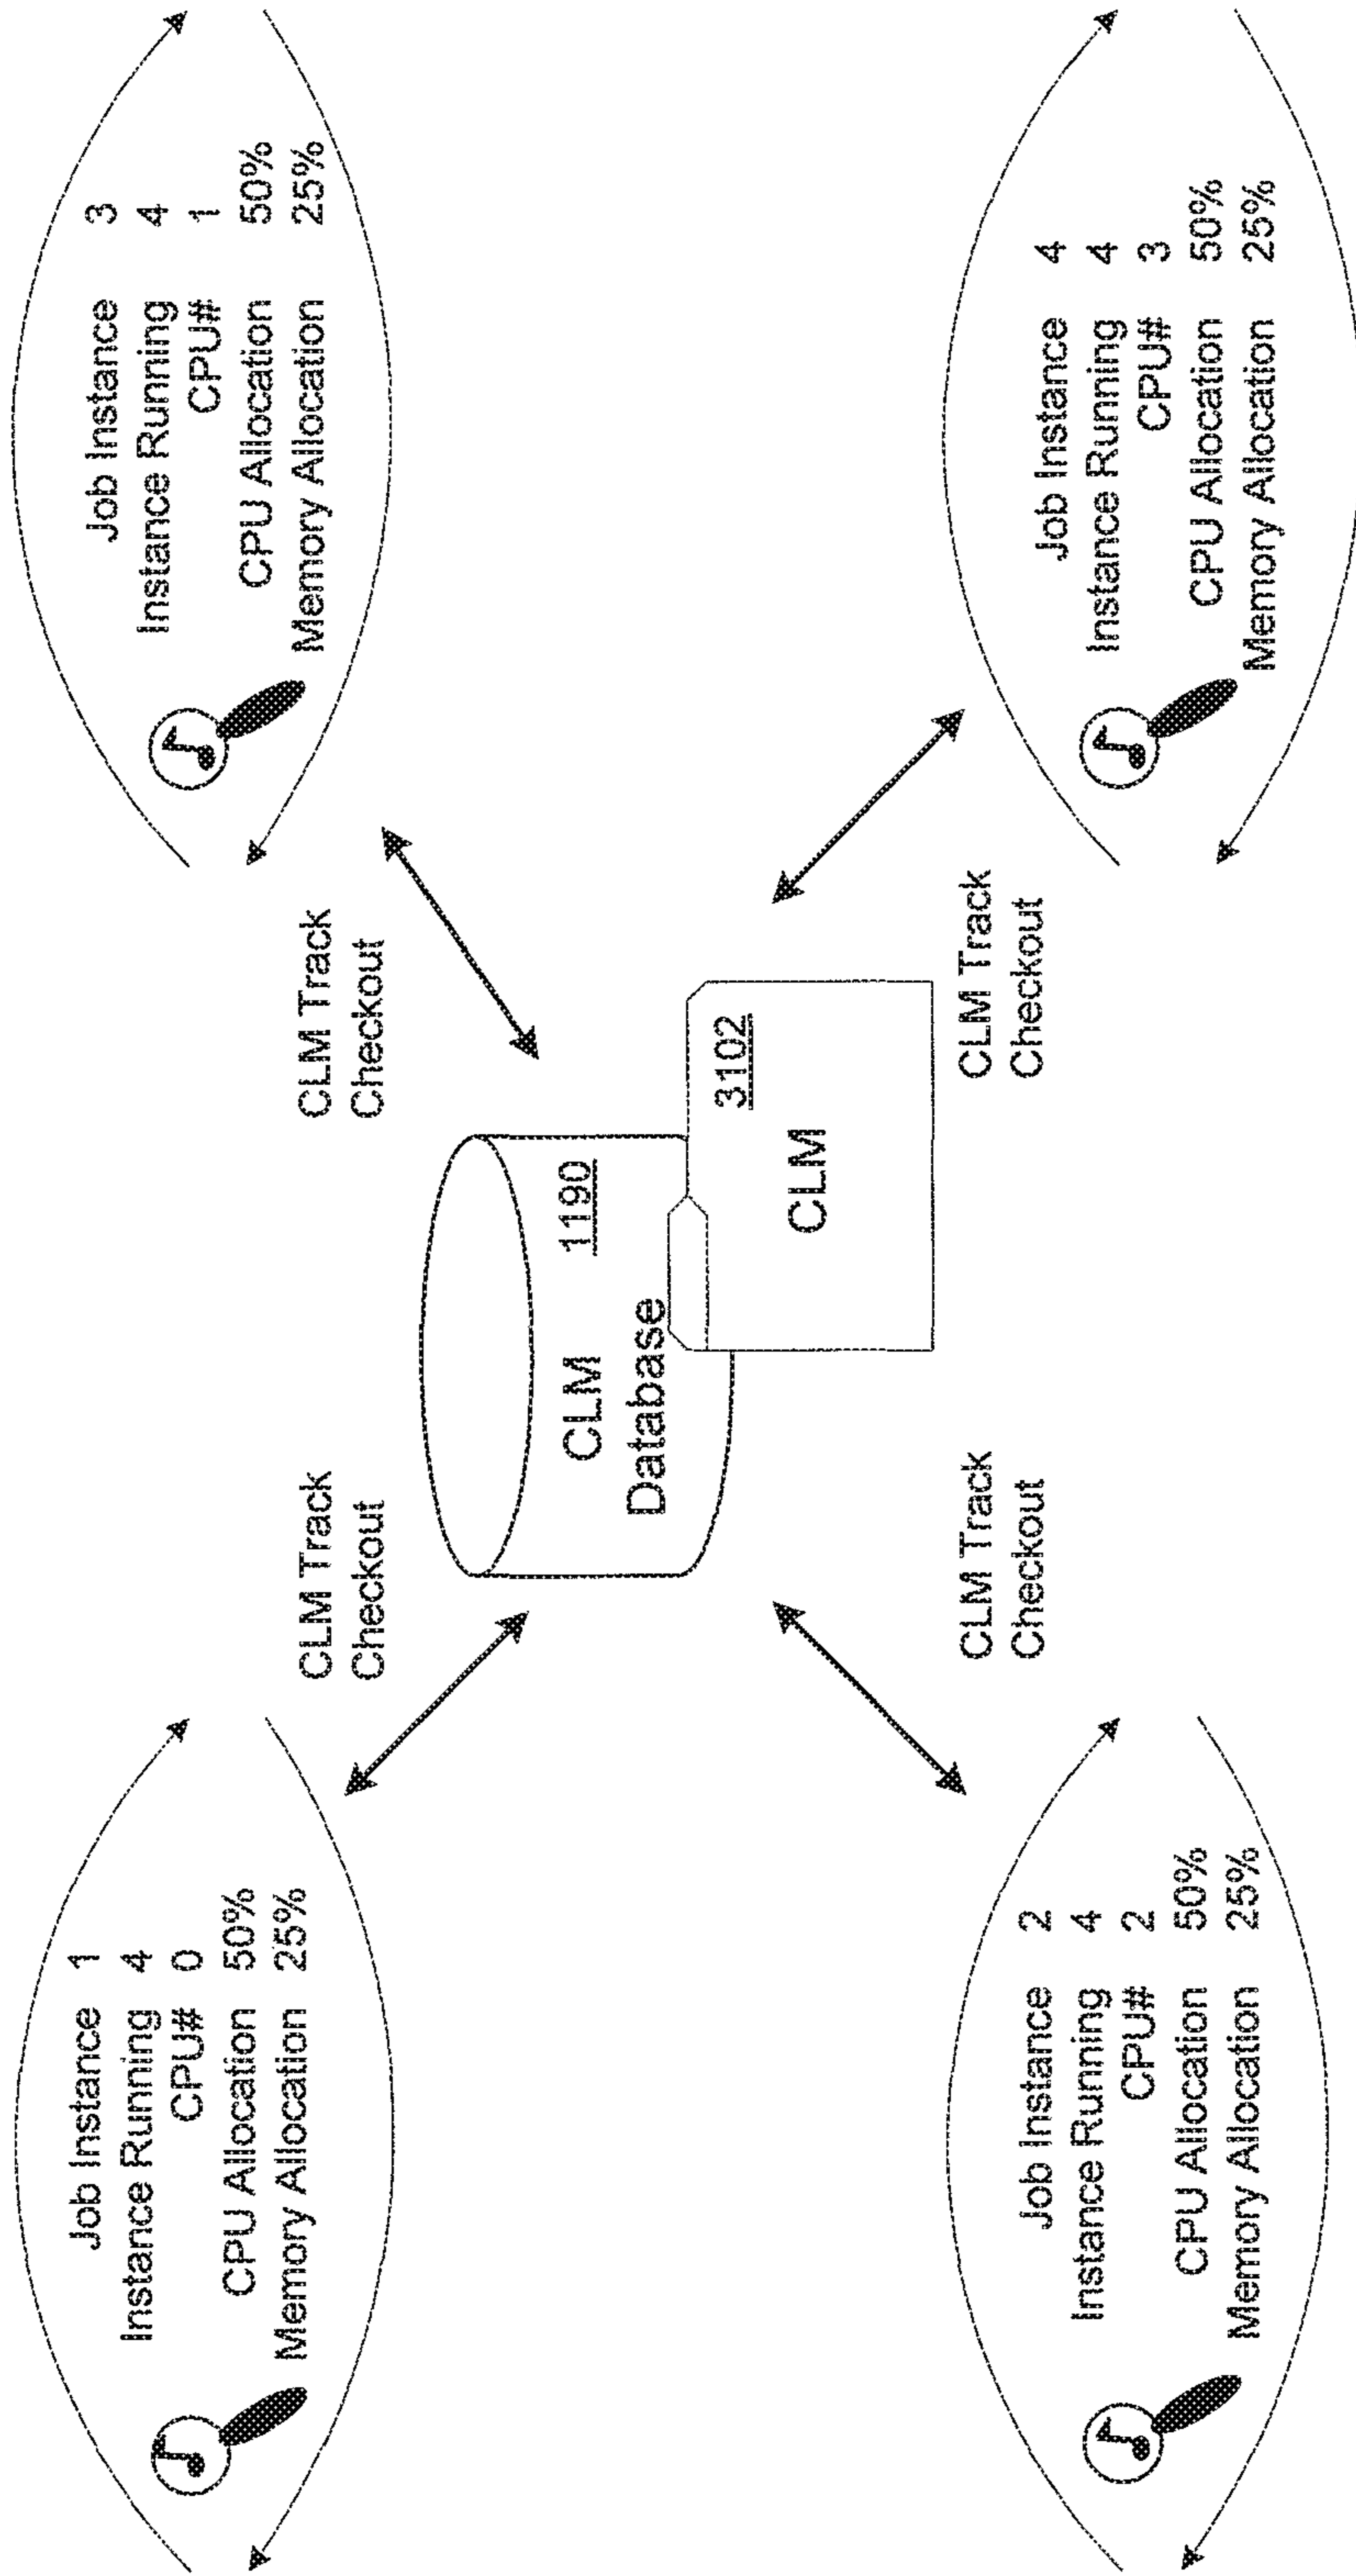 Job Instance 1
Instance Running 4
CPU# 0
CPU Allocation 50%
Memory Allocation 25%
CLM Track
Checkout
CLM Track
Checkout
Job Instance 3
Instance Running 4
CPU# 1
CPU Allocation 50%
Memory Allocation 25%
CLM 1190
Database
3102
CLM
Job Instance 2
Instance Running 4
CPU# 2
CPU Allocation 50%
Memory Allocation 25%
CLM Track
Checkout
CLM Track
Checkout
Job Instance 4
Instance Running 4
CPU# 3
CPU Allocation 50%
Memory Allocation 25%